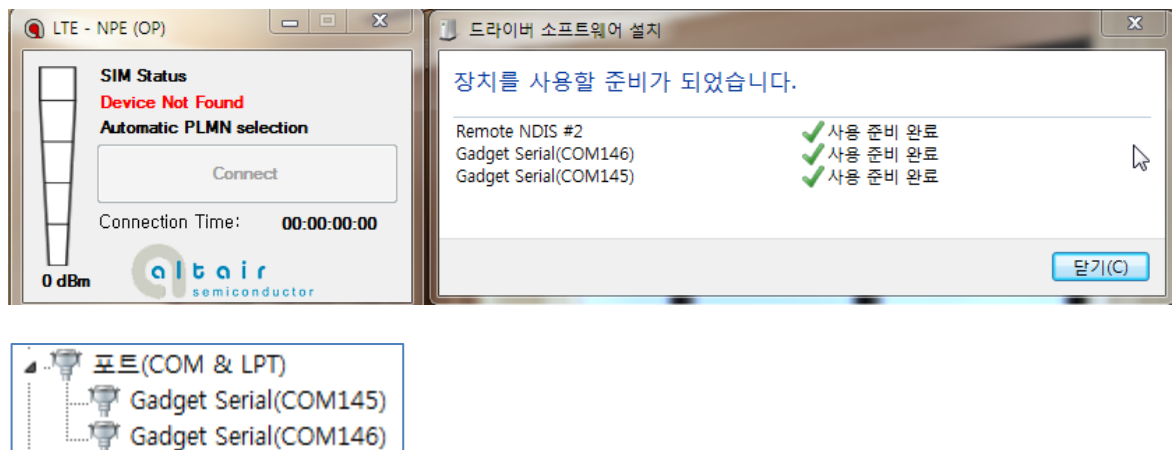 LTE - NPE (OP)
SIM Status
Device Not Found
Automatic PLMN selection
Connect
Connection Time: 00:00:00:00
0 dBm
altair
semiconductor
드라이버 소프트웨어 설치
장치를 사용할 준비가 되었습니다.
Remote NDIS #2 사용 준비 완료
Gadget Serial(COM146) 사용 준비 완료
Gadget Serial(COM145) 사용 준비 완료
닫기(C)
포트(COM & LPT)
Gadget Serial(COM145)
Gadget Serial(COM146)